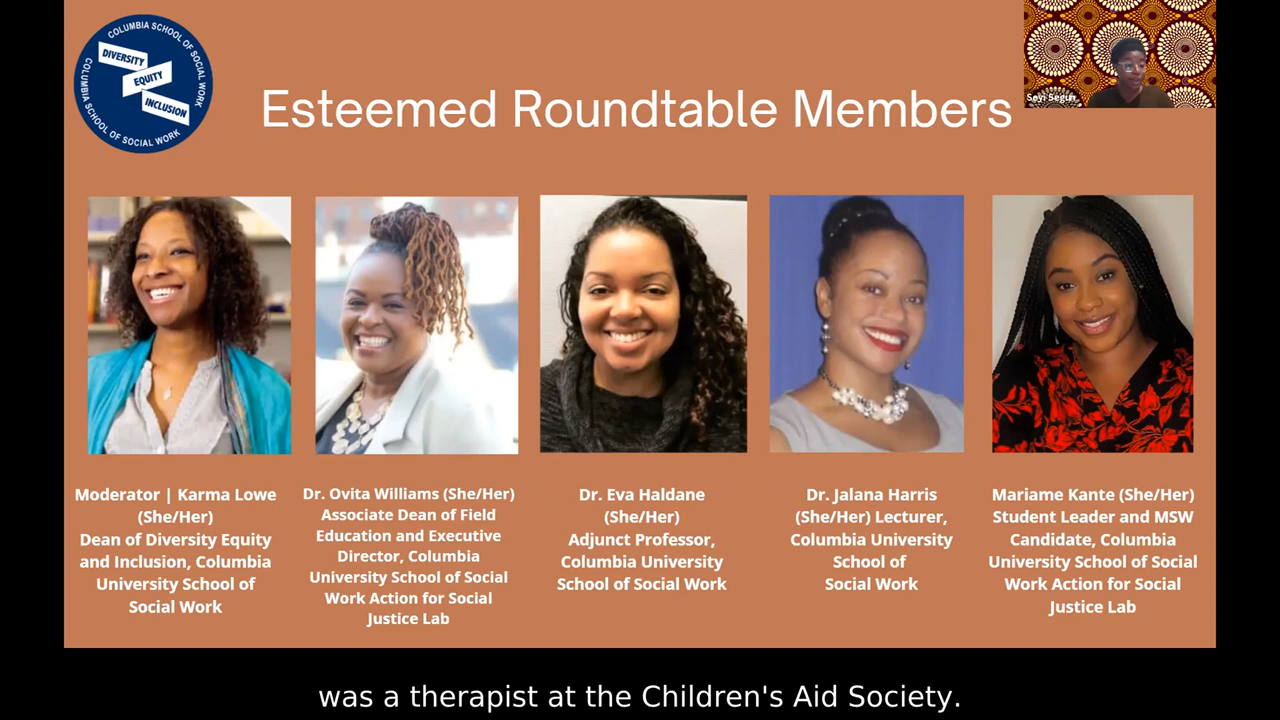 COLUMBIA SCHOOL OF SOCIAL WORK
COLUMBIA SCHOOL OF SOCIAL WORK
DIVERSITY
EQUITY
INCLUSION
Esteemed Roundtable Members
Seyi Segun
Moderator | Karma Lowe
(She/Her)
Dean of Diversity Equity
and Inclusion, Columbia
University School of
Social Work
Dr. Ovita Williams (She/Her)
Associate Dean of Field
Education and Executive
Director, Columbia
University School of Social
Work Action for Social
Justice Lab
Dr. Eva Haldane
(She/Her)
Adjunct Professor,
Columbia University
School of Social Work
Dr. Jalana Harris
(She/Her) Lecturer,
Columbia University
School of
Social Work
Mariame Kante (She/Her)
Student Leader and MSW
Candidate, Columbia
University School of Social
Work Action for Social
Justice Lab
was a therapist at the Children's Aid Society.